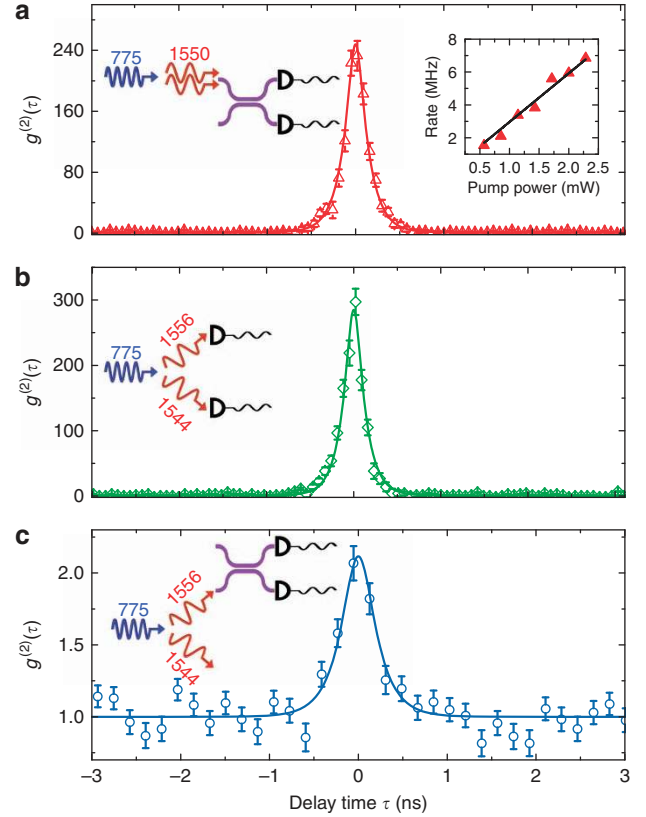 a
240
160
80
0
g(2)(τ)
775
1550
D
D
Rate (MHz)
8
6
4
2
0.5 1.0 1.5 2.0 2.5
Pump power (mW)
b
300
200
100
0
g(2)(τ)
775
1556
1544
D
D
c
2.0
1.5
1.0
g(2)(τ)
775
1556
1544
D
D
−3 −2 −1 0 1 2 3
Delay time τ (ns)